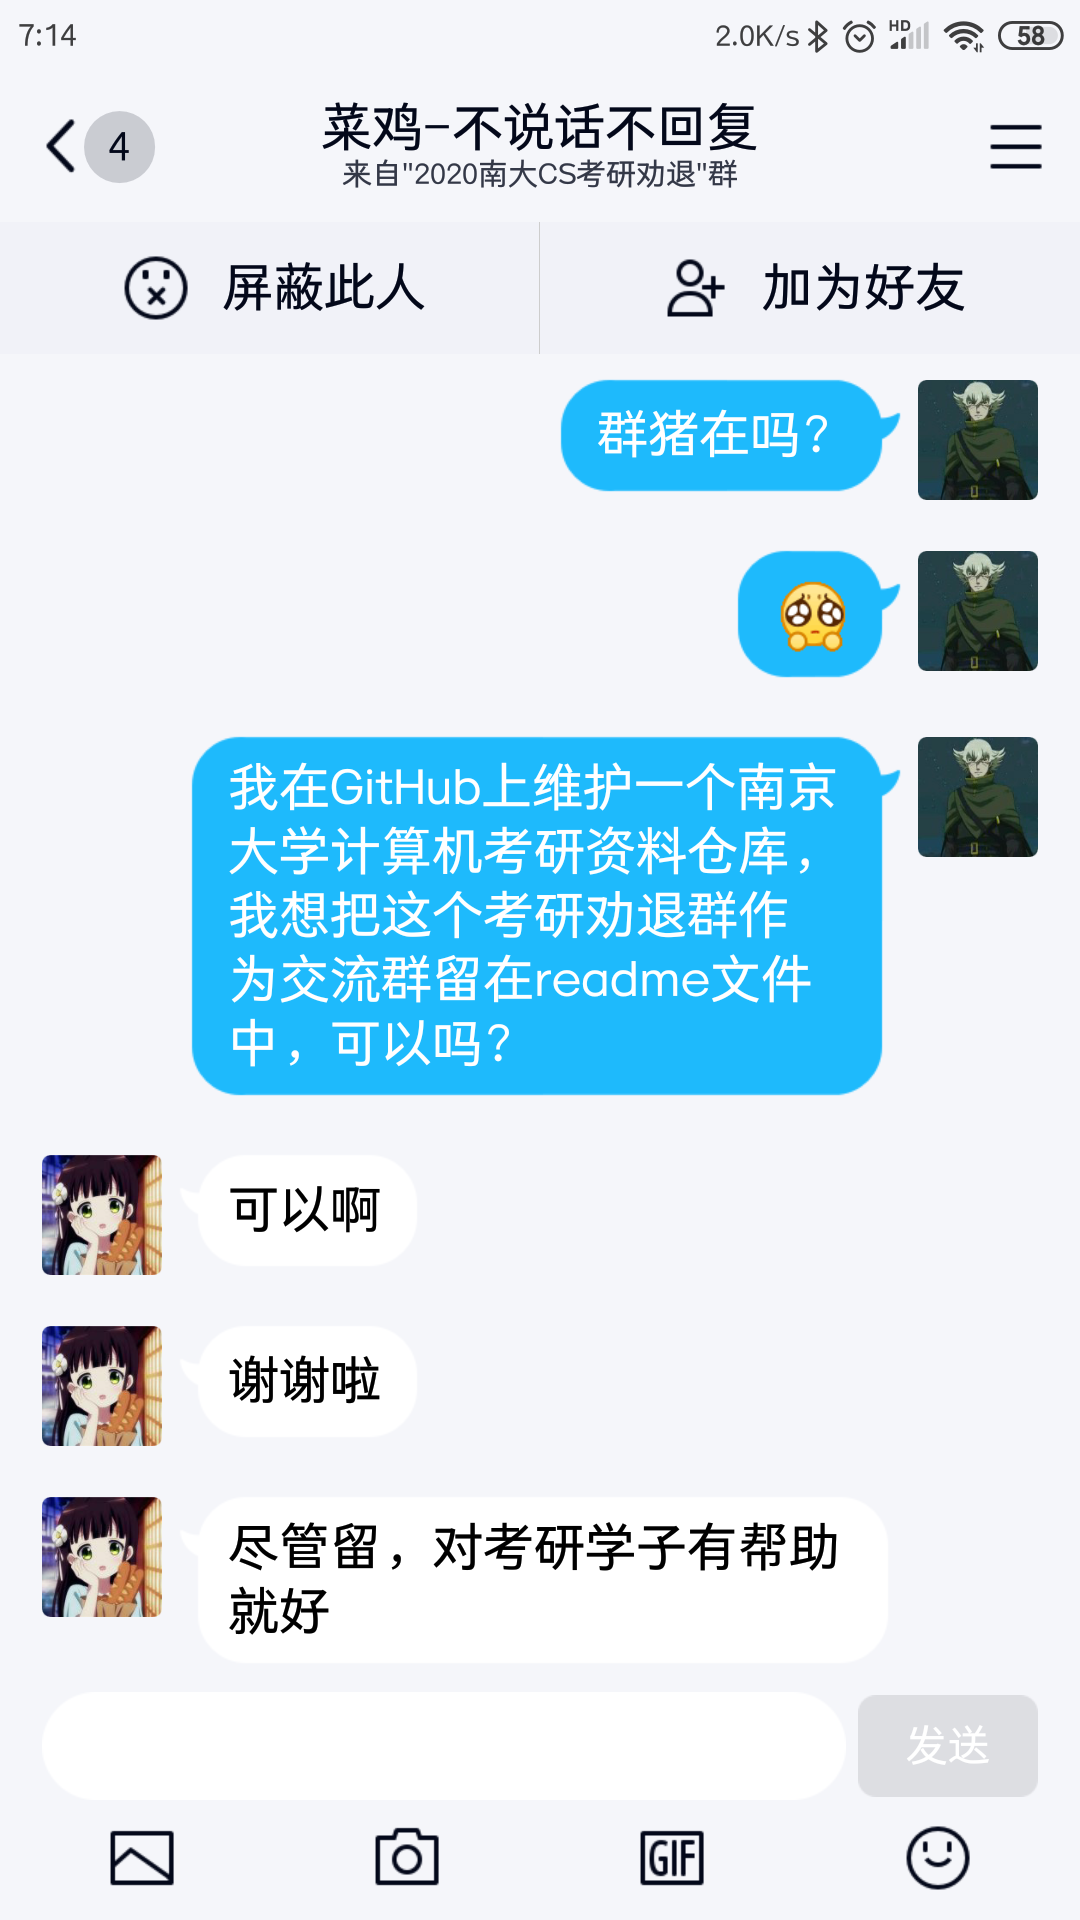 7:14
2.0K/s
HD
58
4
菜鸡-不说话不回复
来自"2020南大CS考研劝退"群
屏蔽此人
加为好友
群猪在吗？
我在GitHub上维护一个南京
大学计算机考研资料仓库，
我想把这个考研劝退群作
为交流群留在readme文件
中，可以吗？
可以啊
谢谢啦
尽管留，对考研学子有帮助
就好
发送
GIF